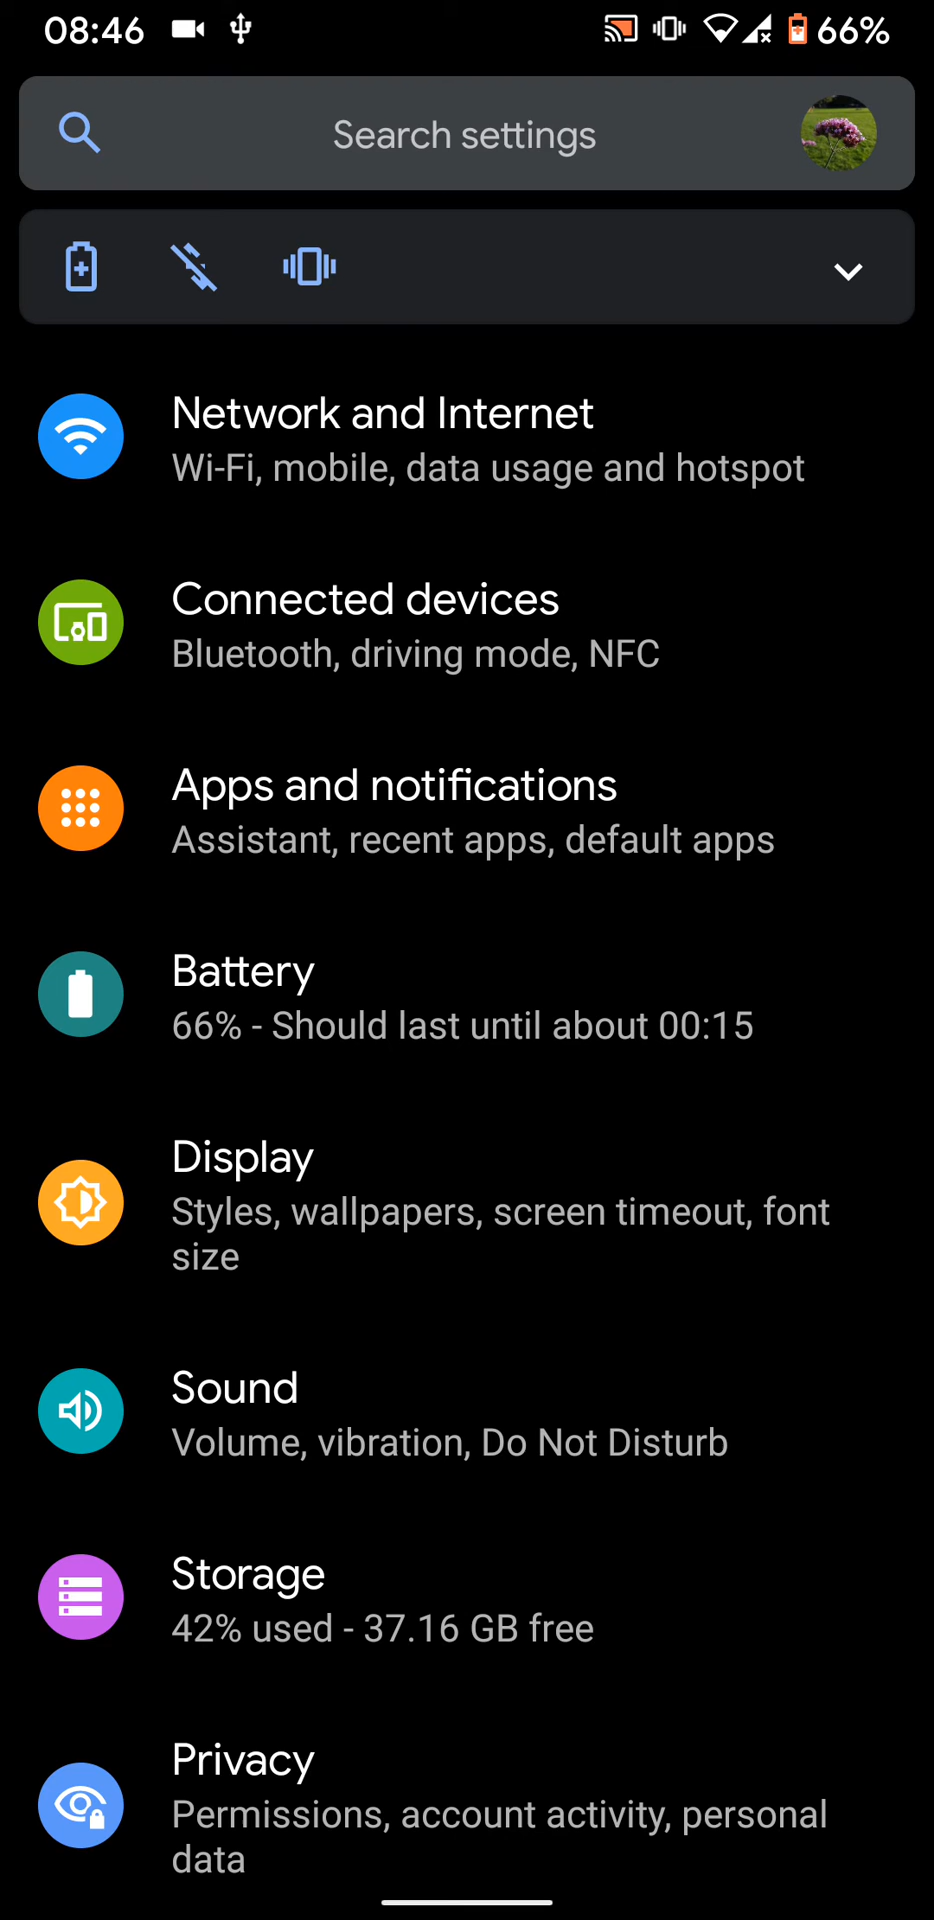 08:46
66%
Search settings
Network and Internet
Wi-Fi, mobile, data usage and hotspot
Connected devices
Bluetooth, driving mode, NFC
Apps and notifications
Assistant, recent apps, default apps
Battery
66% - Should last until about 00:15
Display
Styles, wallpapers, screen timeout, font
size
Sound
Volume, vibration, Do Not Disturb
Storage
42% used - 37.16 GB free
Privacy
Permissions, account activity, personal
data